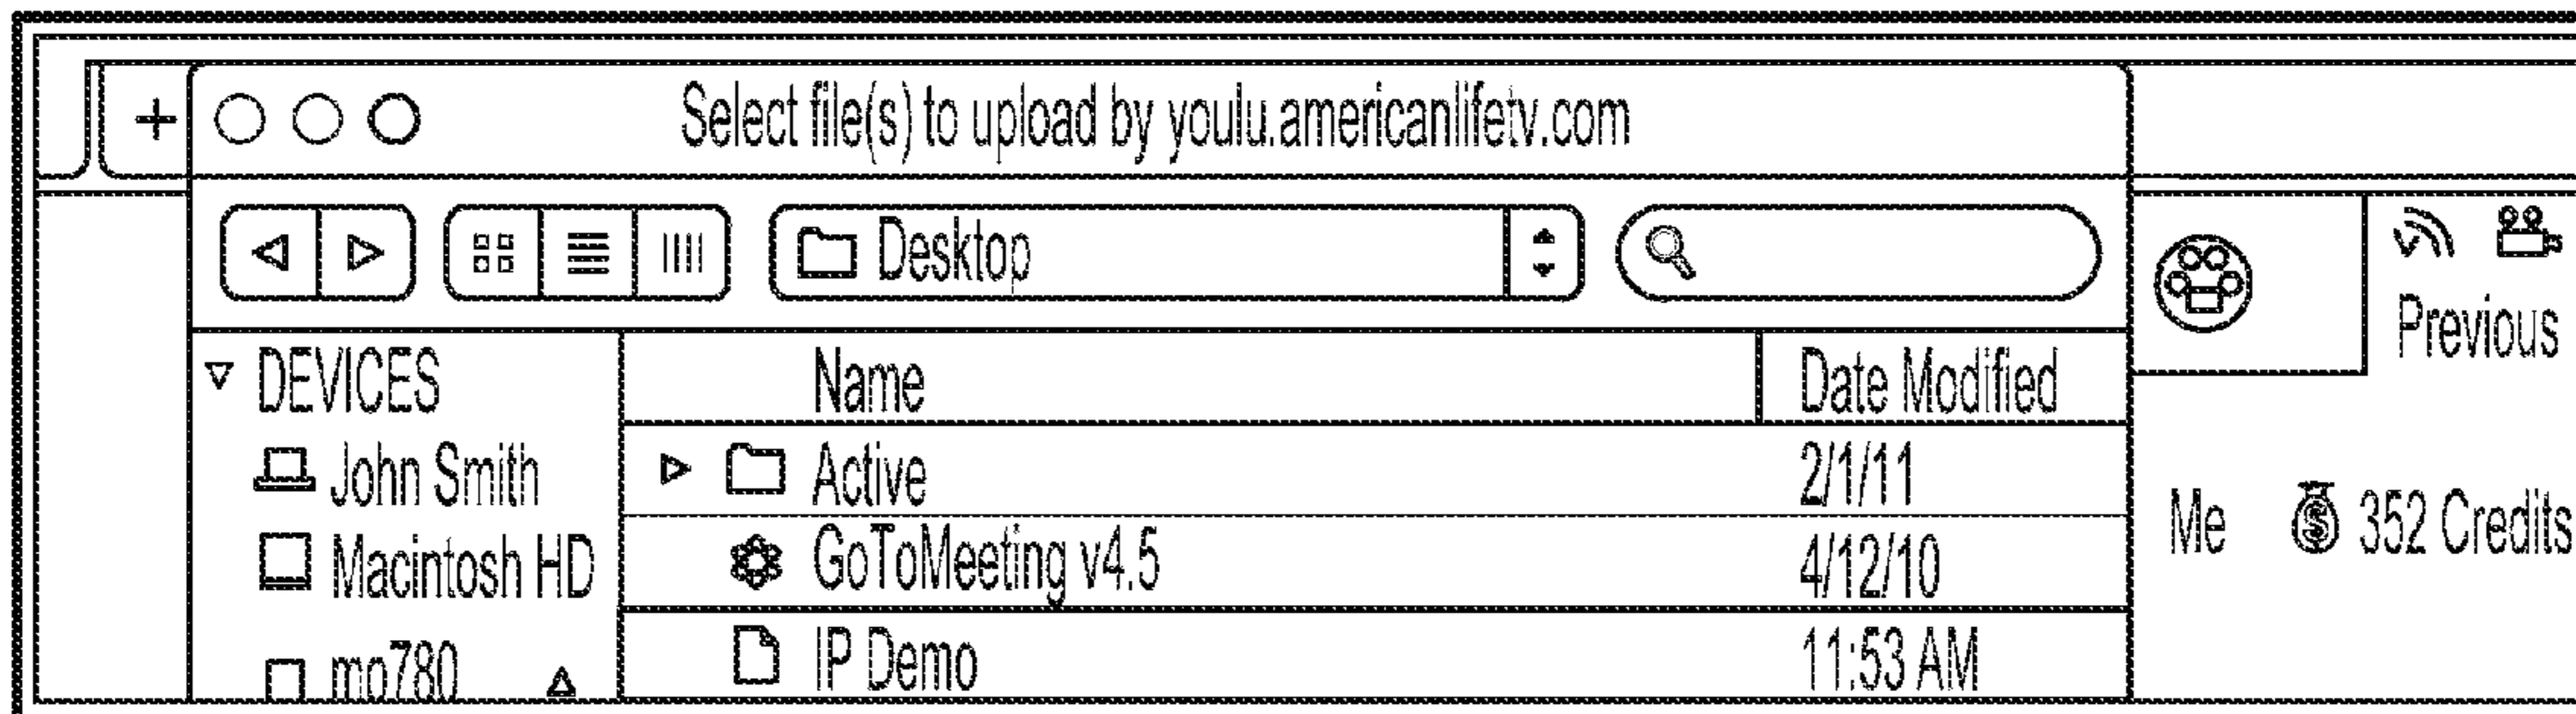 +
Select file(s) to upload by youlu.americanlifetv.com
Desktop
Previous
DEVICES
Name Date Modified
John Smith
Active 2/1/11
Me 352 Credits
Macintosh HD
GoToMeeting v4.5 4/12/10
mo780
IP Demo 11:53 AM